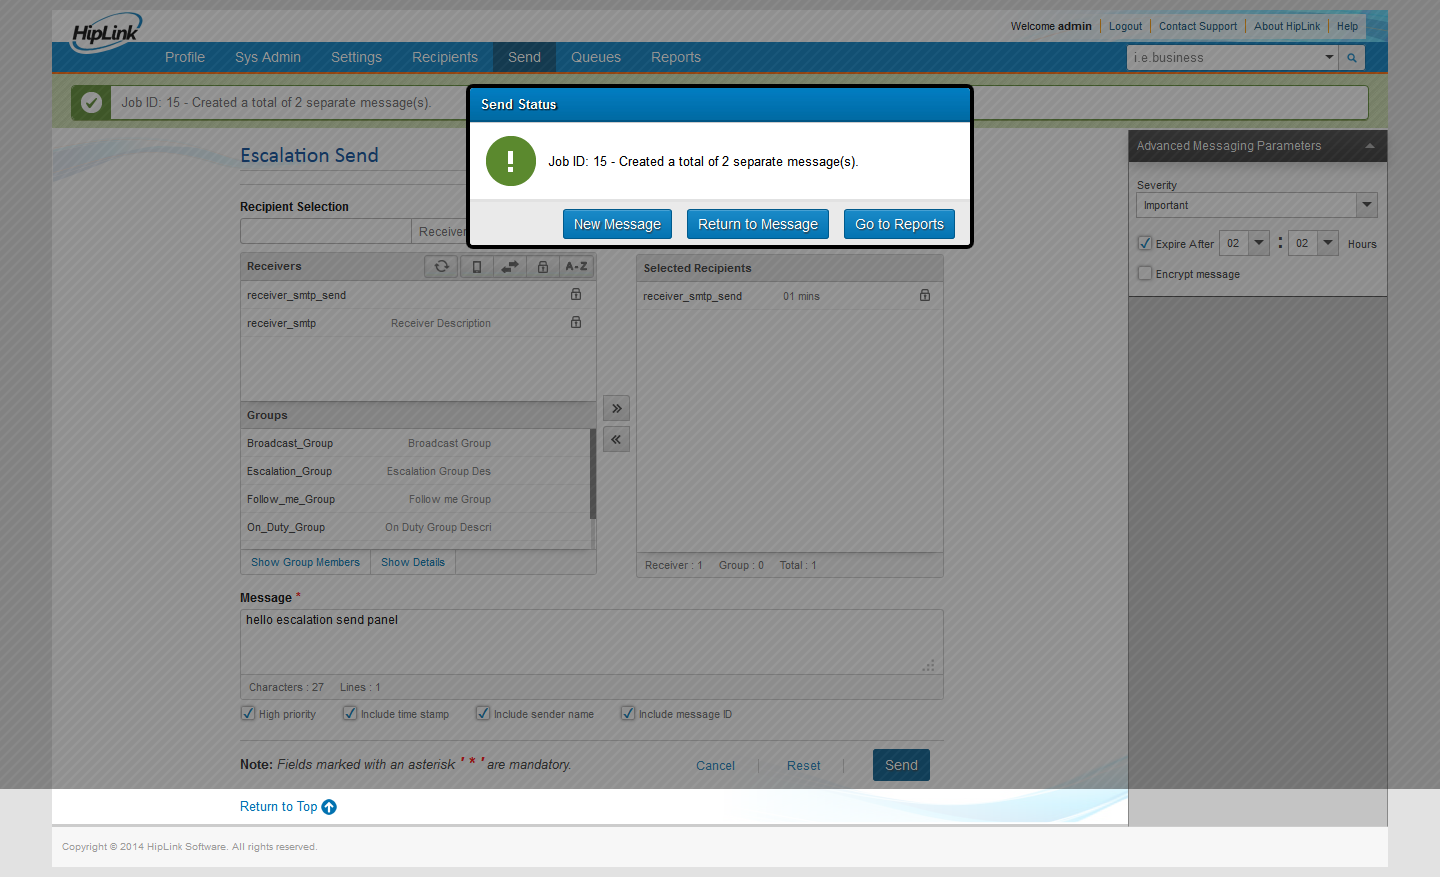 HipLink
Welcome admin Logout Contact Support About HipLink Help
Profile Sys Admin Settings Recipients Send Queues Reports i.e.business
Job ID: 15 - Created a total of 2 separate message(s).
Send Status
Job ID: 15 - Created a total of 2 separate message(s).
New Message Return to Message Go to Reports
Escalation Send
Recipient Selection
Receiver
Receivers A-Z
receiver_smtp_send
receiver_smtp Receiver Description
Groups
Broadcast_Group Broadcast Group
Escalation_Group Escalation Group Des
Follow_me_Group Follow me Group
On_Duty_Group On Duty Group Descri
Show Group Members Show Details
Selected Recipients
receiver_smtp_send 01 mins
Receiver : 1 Group : 0 Total : 1
Message *
hello escalation send panel
Characters : 27 Lines : 1
High priority Include time stamp Include sender name Include message ID
Note: Fields marked with an asterisk ' * ' are mandatory.
Cancel Reset Send
Return to Top
Advanced Messaging Parameters
Severity
Important
Expire After 02 : 02 Hours
Encrypt message
Copyright © 2014 HipLink Software. All rights reserved.